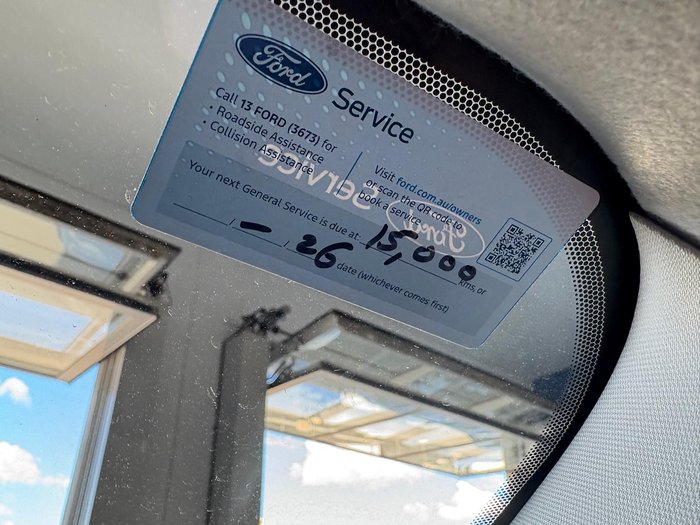 Ford Service
Call 13 FORD (3673) for
• Roadside Assistance
• Collision Assistance
Visit ford.com.au/owners
or scan the QR code to
book a service
Your next General Service is due at: 15,000 kms, or
/ - / 26 date (whichever comes first)
Ford Service